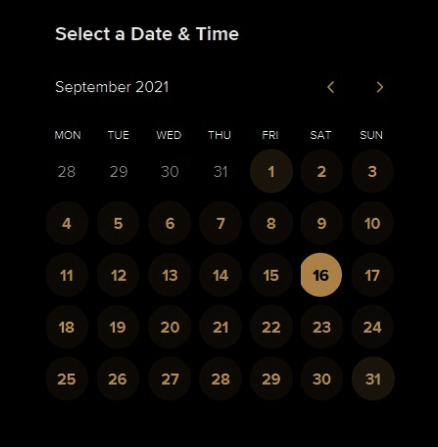 Select a Date & Time
September 2021
MON TUE WED THU FRI SAT SUN
28 29 30 31 1 2 3
4 5 6 7 8 9 10
11 12 13 14 15 16 17
18 19 20 21 22 23 24
25 26 27 28 29 30 31